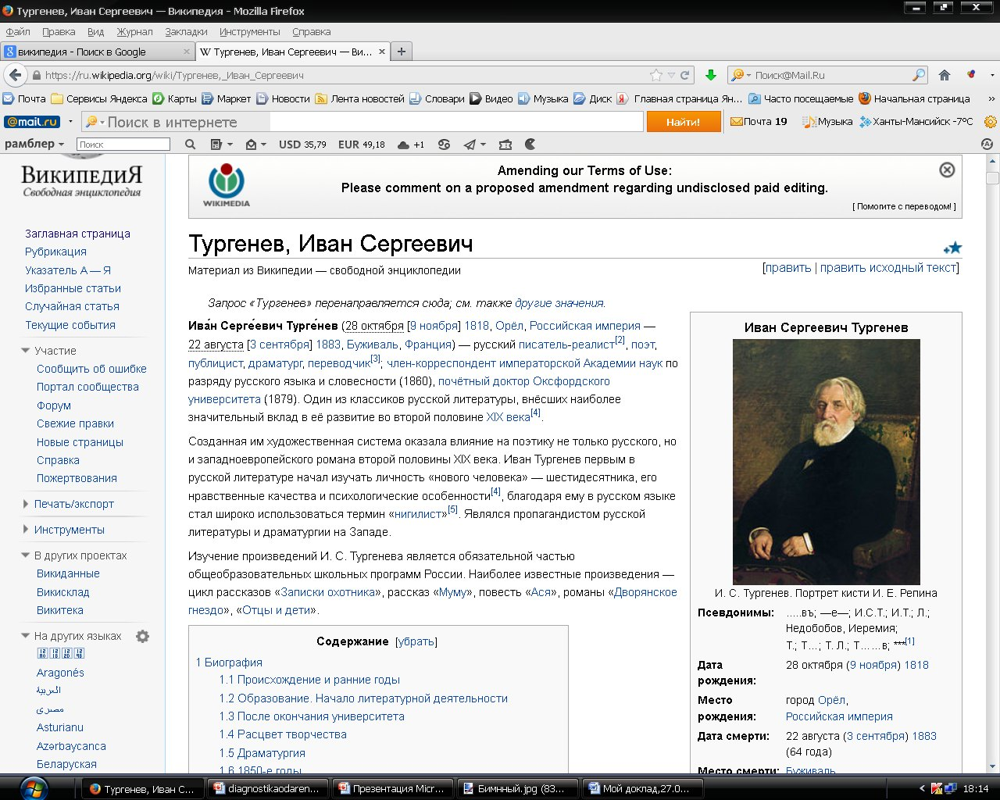 Тургенев, Иван Сергеевич — Википедия - Mozilla Firefox
Файл Правка Вид Журнал Закладки Инструменты Справка
википедия - Поиск в Google
Тургенев, Иван Сергеевич — Ви...
https://ru.wikipedia.org/wiki/Тургенев,_Иван_Сергеевич
Поиск@Mail.Ru
Почта Сервисы Яндекса Карты Маркет Новости Лента новостей Словари Видео Музыка Диск Главная страница Ян... Часто посещаемые Начальная страница »
@mail.ru Поиск в интернете Найти! Почта 19 Музыка Ханты-Мансийск -7°C
рамблер Поиск USD 35,79 EUR 49,18 +1
ВикипедиЯ
Свободная энциклопедия
Заглавная страница
Рубрикация
Указатель А — Я
Избранные статьи
Случайная статья
Текущие события
Участие
Сообщить об ошибке
Портал сообщества
Форум
Свежие правки
Новые страницы
Справка
Пожертвования
Печать/экспорт
Инструменты
В других проектах
Викиданные
Викисклад
Викитека
На других языках
Aragonés
العربية
مصرى
Asturianu
Azərbaycanca
Беларуская
WIKIMEDIA
Amending our Terms of Use:
Please comment on a proposed amendment regarding undisclosed paid editing.
[ Помогите с переводом! ]
Тургенев, Иван Сергеевич
Материал из Википедии — свободной энциклопедии
[править | править исходный текст]
Запрос «Тургенев» перенаправляется сюда; см. также другие значения.
Ива́н Серге́евич Турге́нев (28 октября [9 ноября] 1818, Орёл, Российская империя —
22 августа [3 сентября] 1883, Буживаль, Франция) — русский писатель-реалист[2], поэт,
публицист, драматург, переводчик[3]; член-корреспондент императорской Академии наук по
разряду русского языка и словесности (1860), почётный доктор Оксфордского
университета (1879). Один из классиков русской литературы, внёсших наиболее
значительный вклад в её развитие во второй половине XIX века[4].
Созданная им художественная система оказала влияние на поэтику не только русского, но
и западноевропейского романа второй половины XIX века. Иван Тургенев первым в
русской литературе начал изучать личность «нового человека» — шестидесятника, его
нравственные качества и психологические особенности[4], благодаря ему в русском языке
стал широко использоваться термин «нигилист»[5]. Являлся пропагандистом русской
литературы и драматургии на Западе.
Изучение произведений И. С. Тургенева является обязательной частью
общеобразовательных школьных программ России. Наиболее известные произведения —
цикл рассказов «Записки охотника», рассказ «Муму», повесть «Ася», романы «Дворянское
гнездо», «Отцы и дети».
Содержание [убрать]
1 Биография
1.1 Происхождение и ранние годы
1.2 Образование. Начало литературной деятельности
1.3 После окончания университета
1.4 Расцвет творчества
1.5 Драматургия
1.6 1850-е годы
Иван Сергеевич Тургенев
И. С. Тургенев. Портрет кисти И. Е. Репина
Псевдонимы: .....въ; —е—; И.С.Т.; И.Т.; Л.;
Недобобов, Иеремия;
Т.; Т…; Т. Л.; Т……в; ***[1]
Дата рождения: 28 октября (9 ноября) 1818
Место рождения: город Орёл,
Российская империя
Дата смерти: 22 августа (3 сентября) 1883
(64 года)
Место смерти: Буживаль
Тургенев, Иван С...
diagnostikaodaren...
Презентация Micr...
Бимнный.jpg (83...
Мой доклад,27.0...
18:14